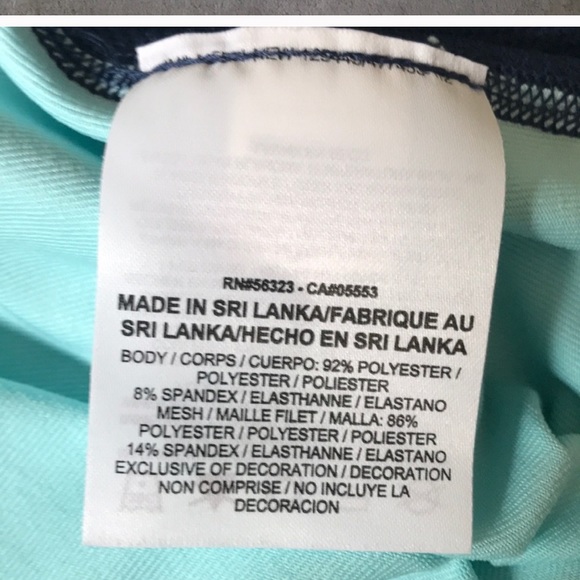 RN#56323 - CA#05553
MADE IN SRI LANKA/FABRIQUE AU
SRI LANKA/HECHO EN SRI LANKA
BODY / CORPS / CUERPO: 92% POLYESTER /
POLYESTER / POLIESTER
8% SPANDEX / ELASTHANNE / ELASTANO
MESH / MAILLE FILET / MALLA: 86%
POLYESTER / POLYESTER / POLIESTER
14% SPANDEX / ELASTHANNE / ELASTANO
EXCLUSIVE OF DECORATION / DECORATION
NON COMPRISE / NO INCLUYE LA
DECORACION